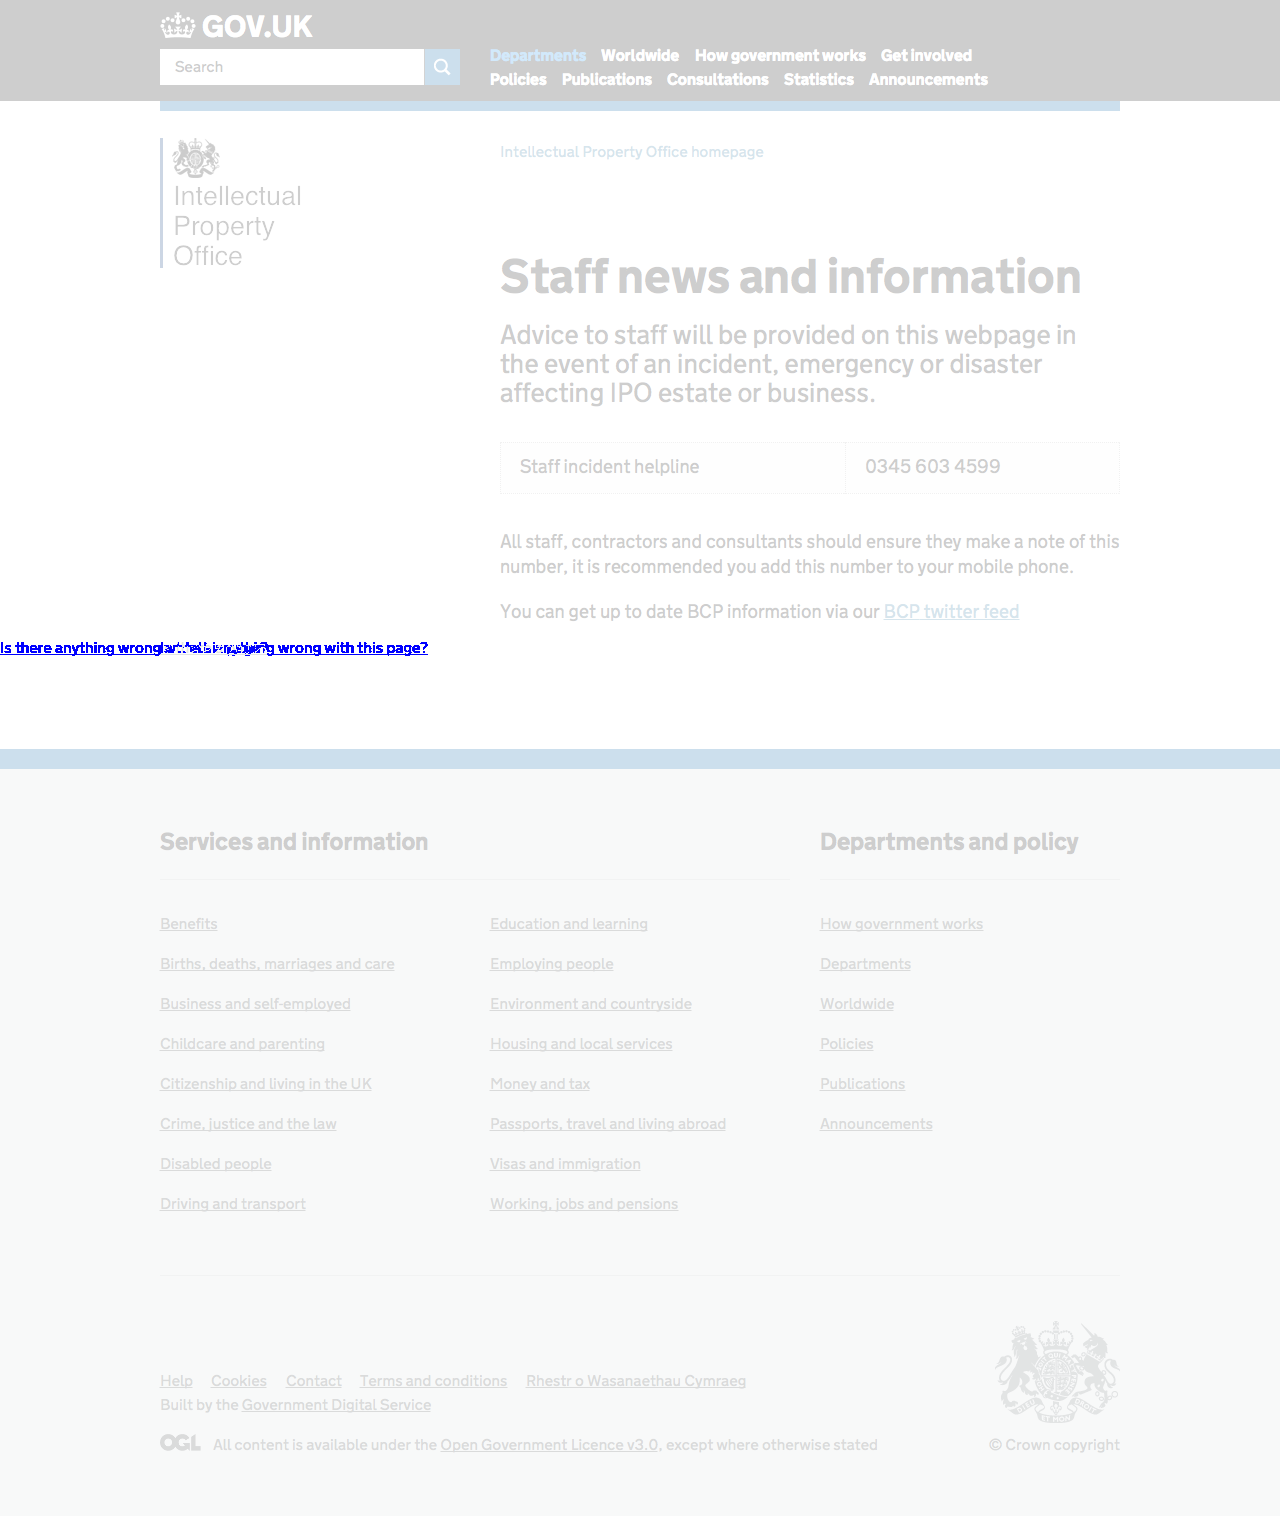 GOV.UK
Search
Departments Worldwide How government works Get involved
Policies Publications Consultations Statistics Announcements
Intellectual Property Office homepage
Intellectual
Property
Office
Staff news and information
Advice to staff will be provided on this webpage in
the event of an incident, emergency or disaster
affecting IPO estate or business.
Staff incident helpline 0345 603 4599
All staff, contractors and consultants should ensure they make a note of this
number, it is recommended you add this number to your mobile phone.
You can get up to date BCP information via our BCP twitter feed
Is there anything wrong with this page?
Services and information
Departments and policy
Benefits
Births, deaths, marriages and care
Business and self-employed
Childcare and parenting
Citizenship and living in the UK
Crime, justice and the law
Disabled people
Driving and transport
Education and learning
Employing people
Environment and countryside
Housing and local services
Money and tax
Passports, travel and living abroad
Visas and immigration
Working, jobs and pensions
How government works
Departments
Worldwide
Policies
Publications
Announcements
Help Cookies Contact Terms and conditions Rhestr o Wasanaethau Cymraeg
Built by the Government Digital Service
OGL All content is available under the Open Government Licence v3.0, except where otherwise stated
© Crown copyright